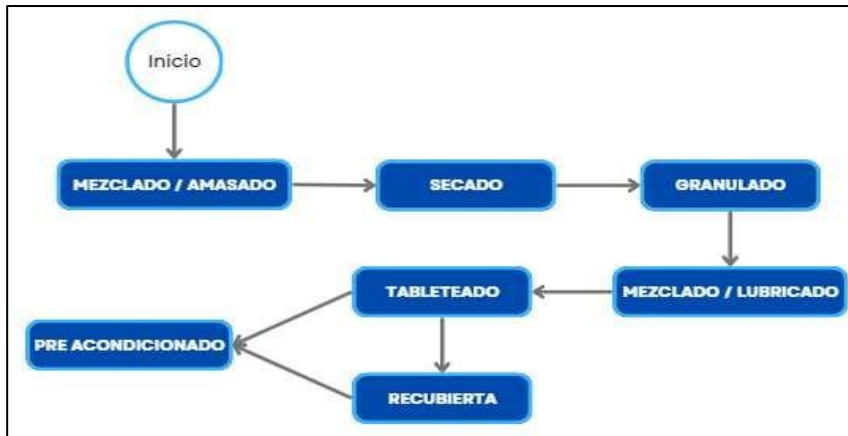 Inicio
MEZCLADO / AMASADO
SECADO
GRANULADO
MEZCLADO / LUBRICADO
TABLETEADO
PRE ACONDICIONADO
RECUBIERTA